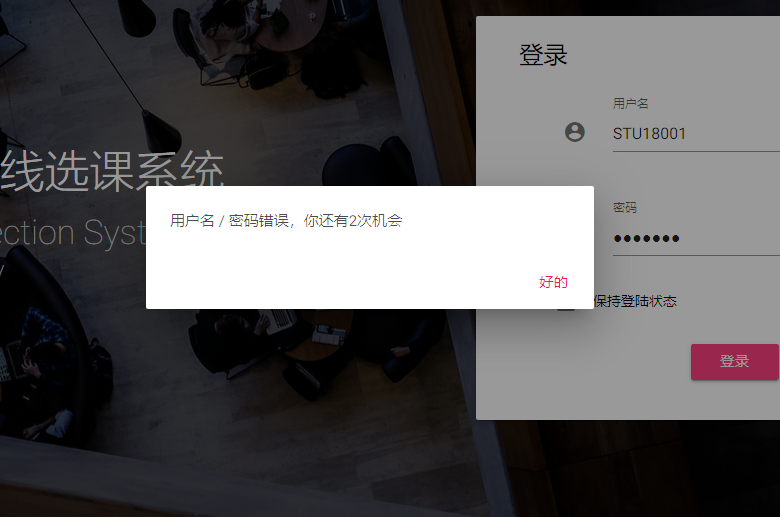 登录
用户名
STU18001
线选课系统
ection Syst
用户名 / 密码错误，你还有2次机会
好的
密码
•••••••
保持登陆状态
登录